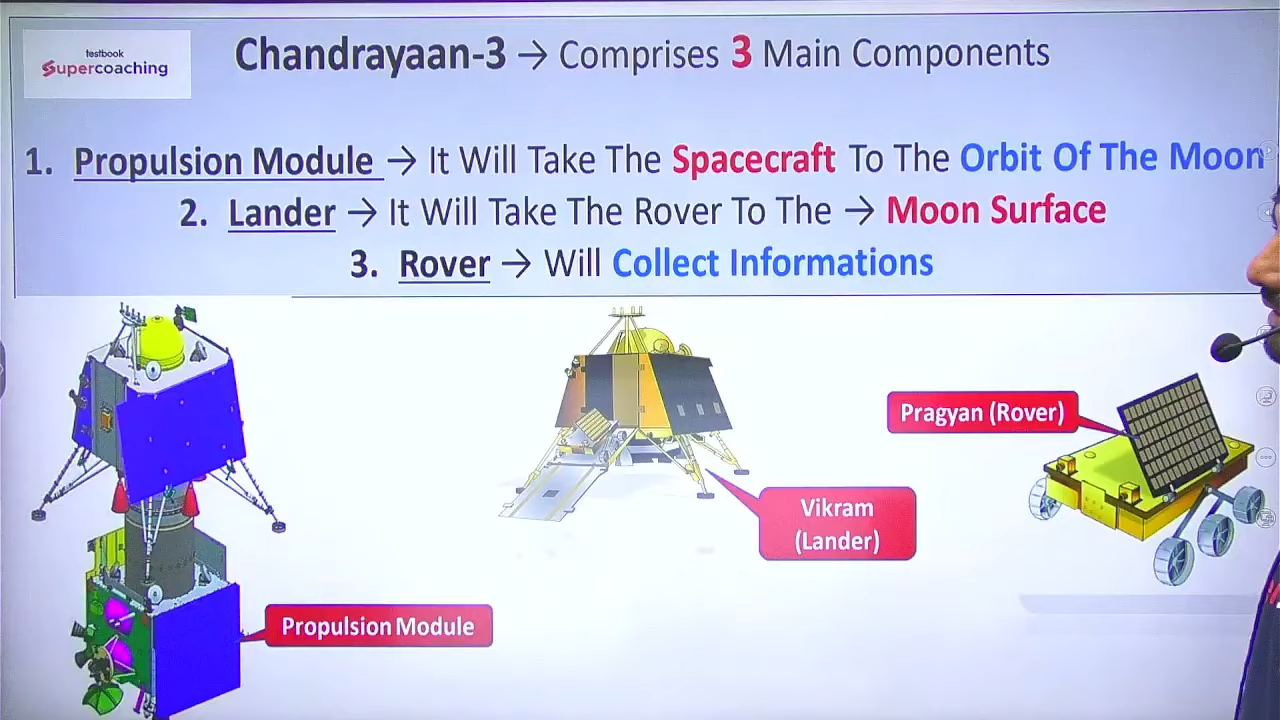 testbook
Supercoaching
Chandrayaan-3 → Comprises 3 Main Components
1. Propulsion Module → It Will Take The Spacecraft To The Orbit Of The Moon
2. Lander → It Will Take The Rover To The → Moon Surface
3. Rover → Will Collect Informations
Pragyan (Rover)
Vikram
(Lander)
Propulsion Module